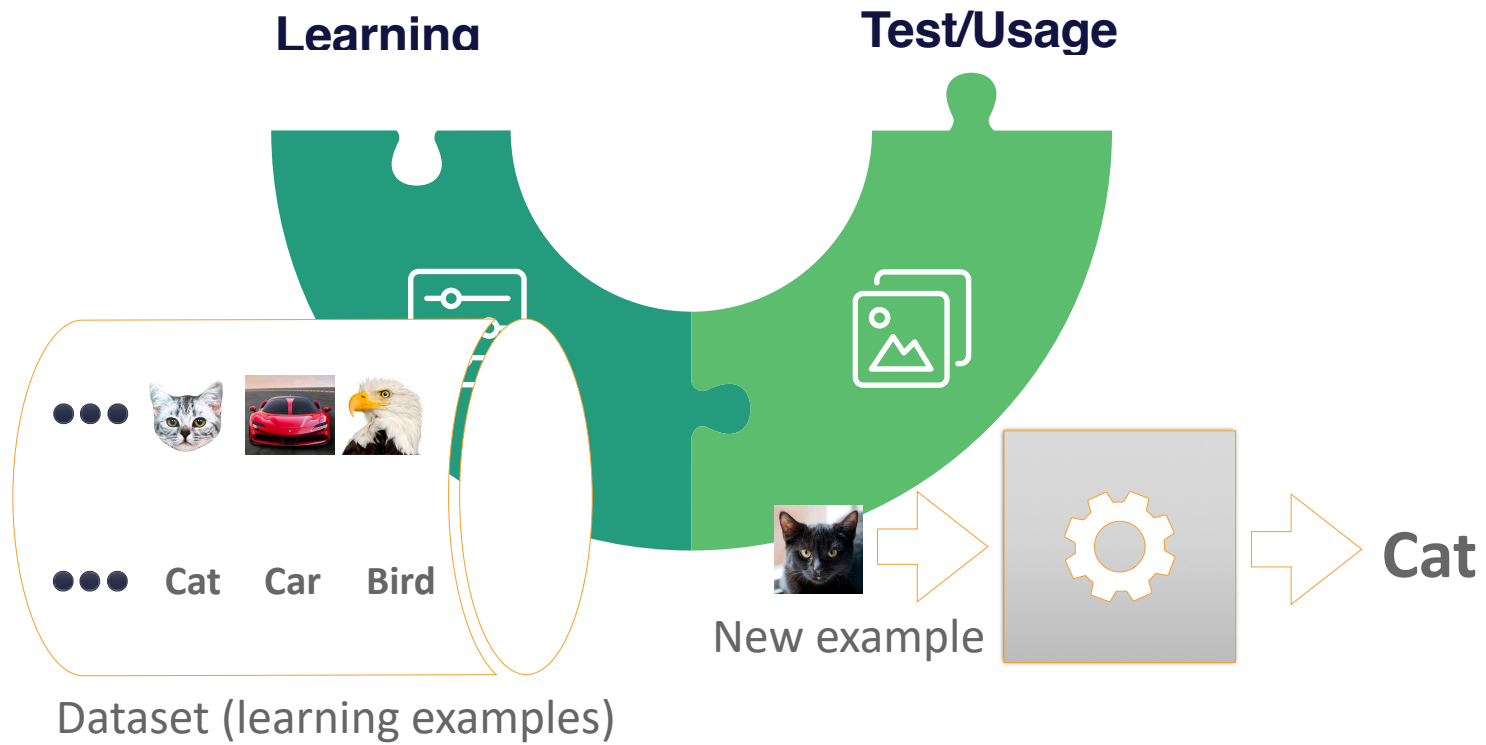 Learning
Test/Usage
Cat Car Bird
Cat
New example
Dataset (learning examples)